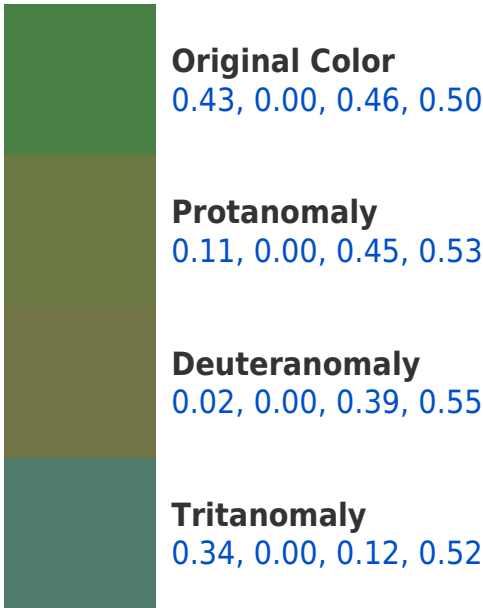 Original Color
0.43, 0.00, 0.46, 0.50
Protanomaly
0.11, 0.00, 0.45, 0.53
Deuteranomaly
0.02, 0.00, 0.39, 0.55
Tritanomaly
0.34, 0.00, 0.12, 0.52